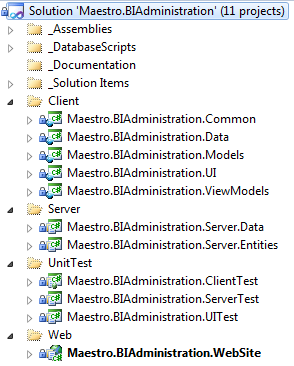 Solution 'Maestro.BIAdministration' (11 projects)
_Assemblies
_DatabaseScripts
_Documentation
_Solution Items
Client
Maestro.BIAdministration.Common
Maestro.BIAdministration.Data
Maestro.BIAdministration.Models
Maestro.BIAdministration.UI
Maestro.BIAdministration.ViewModels
Server
Maestro.BIAdministration.Server.Data
Maestro.BIAdministration.Server.Entities
UnitTest
Maestro.BIAdministration.ClientTest
Maestro.BIAdministration.ServerTest
Maestro.BIAdministration.UITest
Web
Maestro.BIAdministration.WebSite